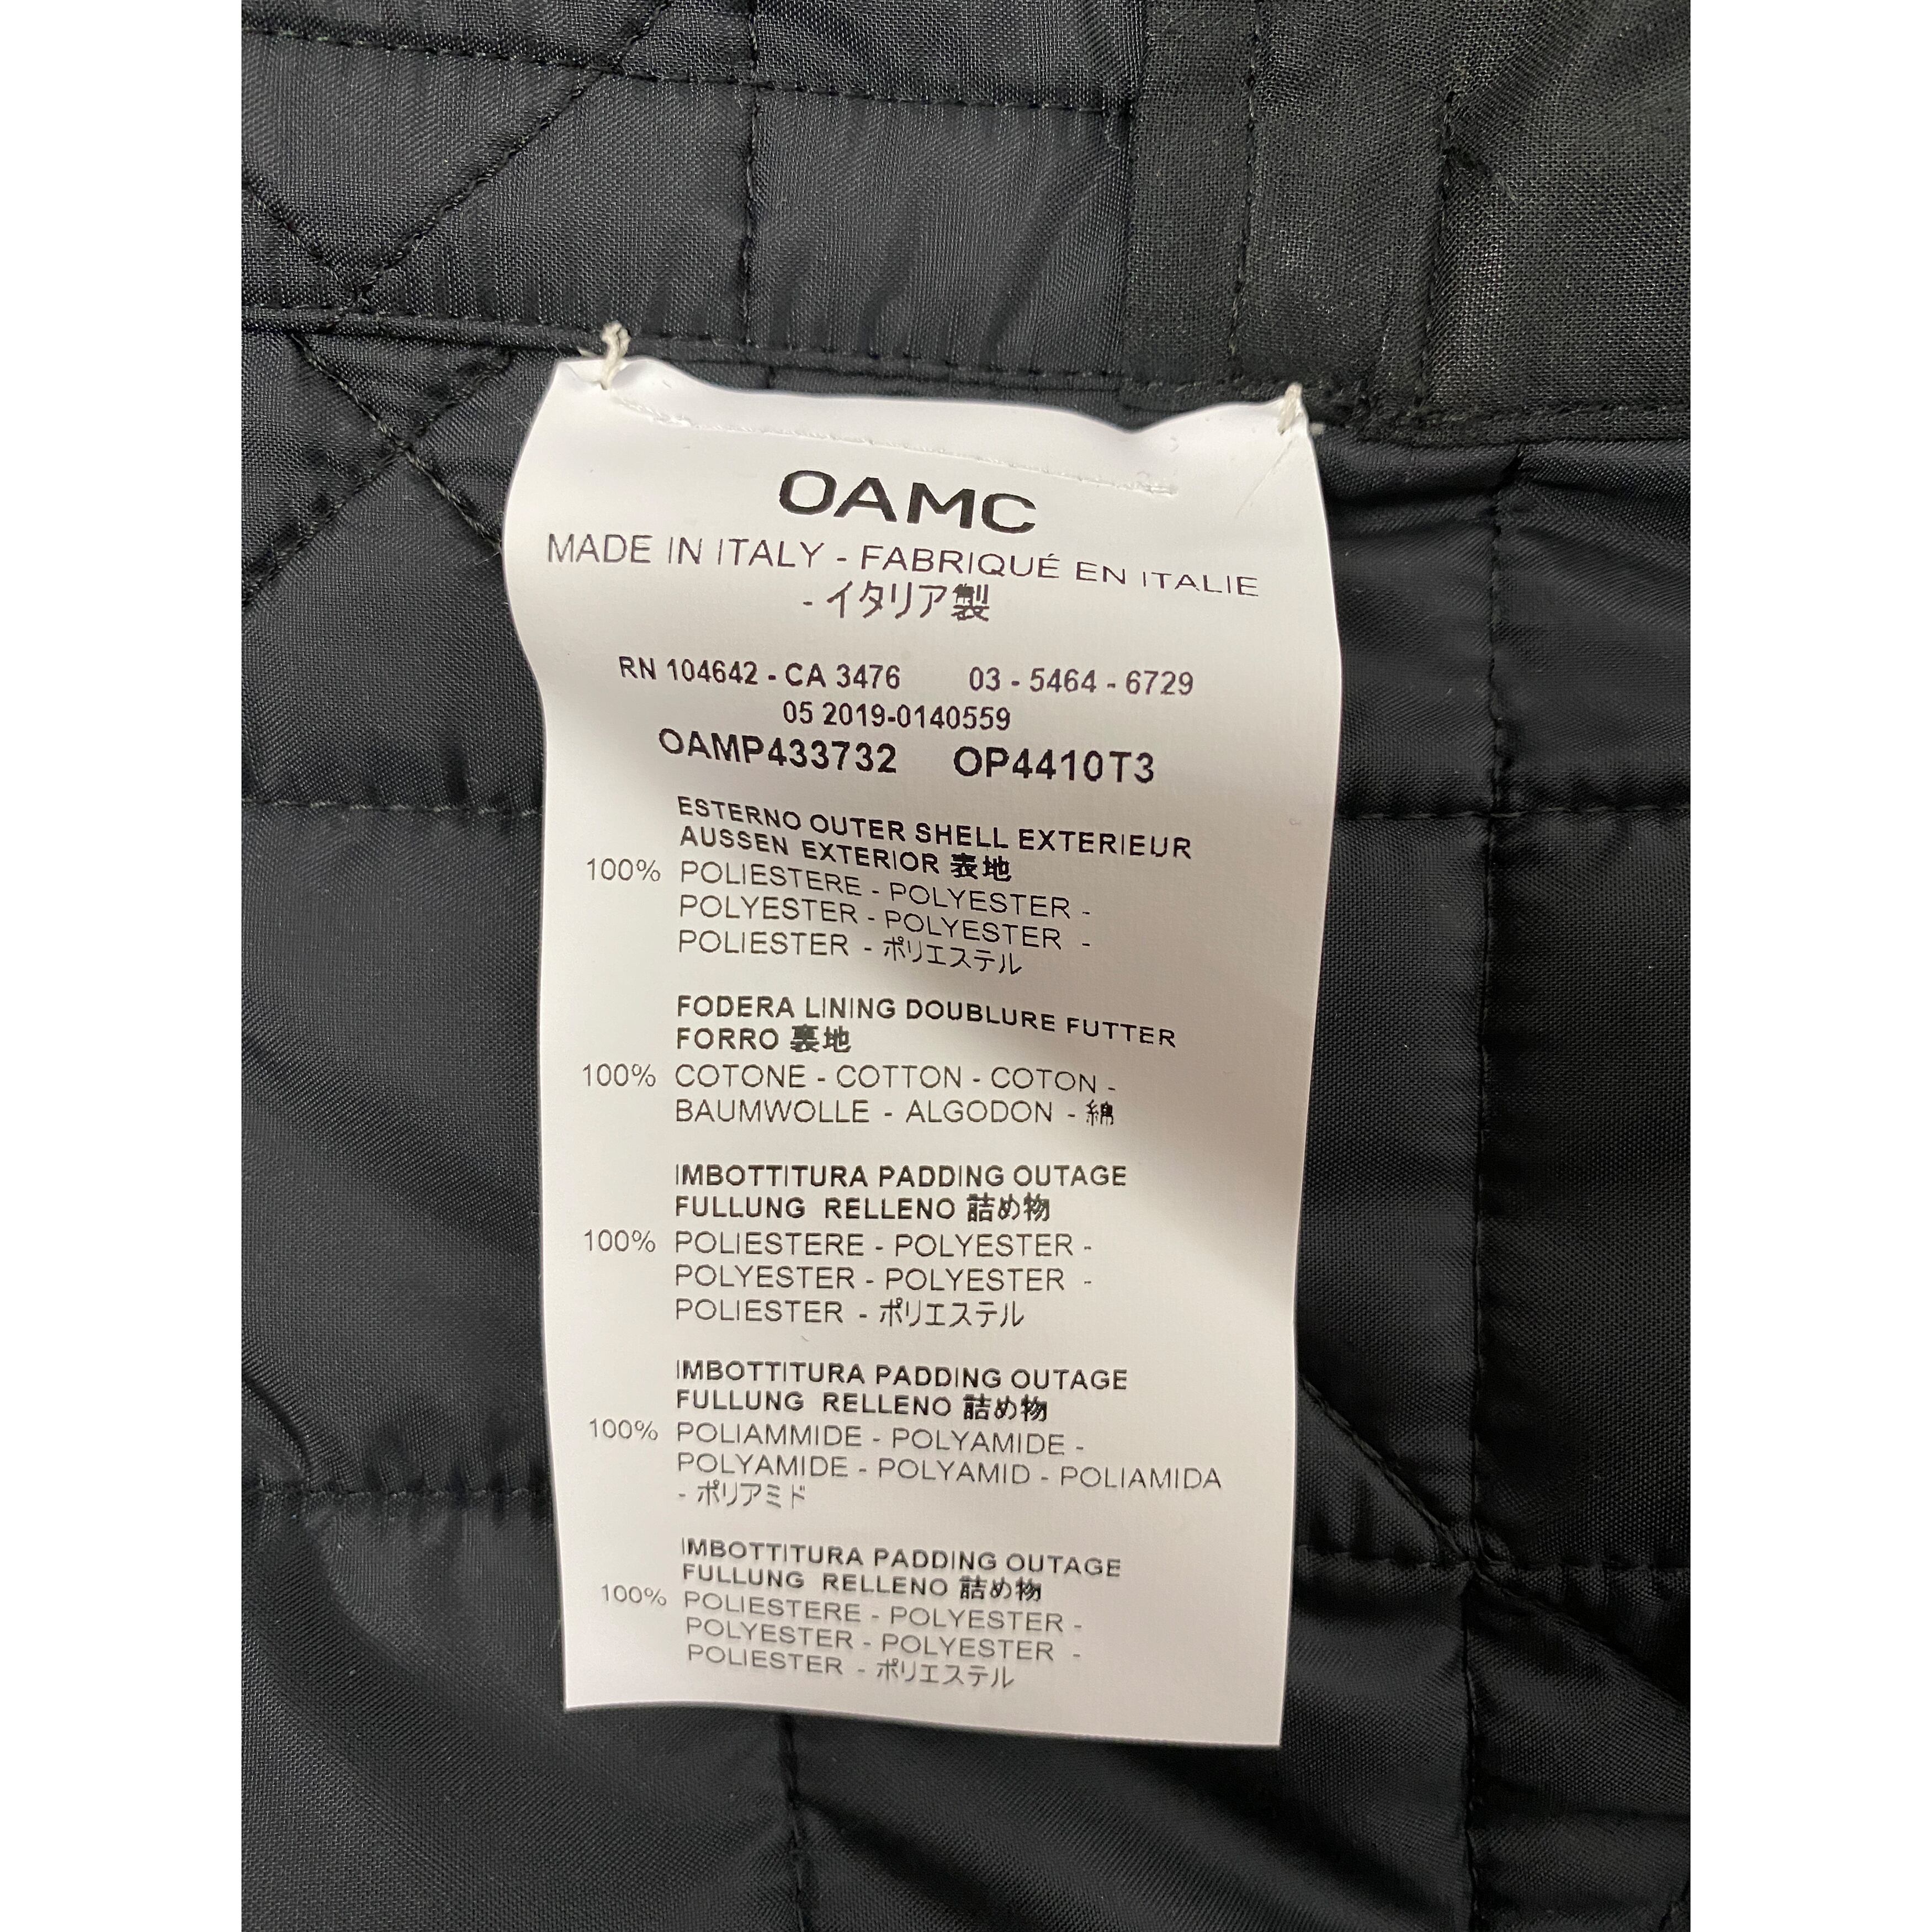 OAMC
MADE IN ITALY - FABRIQUÉ EN ITALIE
- イタリア製
RN 104642 - CA 3476 03 - 5464 - 6729
05 2019-0140559
OAMP433732 OP4410T3
ESTERNO OUTER SHELL EXTERIEUR
AUSSEN EXTERIOR 表地
100% POLIESTERE - POLYESTER -
POLYESTER - POLYESTER -
POLIESTER - ポリエステル
FODERA LINING DOUBLURE FUTTER
FORRO 裏地
100% COTONE - COTTON - COTON -
BAUMWOLLE - ALGODON - 綿
IMBOTTITURA PADDING OUTAGE
FULLUNG RELLENO 詰め物
100% POLIESTERE - POLYESTER -
POLYESTER - POLYESTER -
POLIESTER - ポリエステル
IMBOTTITURA PADDING OUTAGE
FULLUNG RELLENO 詰め物
100% POLIAMMIDE - POLYAMIDE -
POLYAMIDE - POLYAMID - POLIAMIDA
- ポリアミド
IMBOTTITURA PADDING OUTAGE
FULLUNG RELLENO 詰め物
100% POLIESTERE - POLYESTER -
POLYESTER - POLYESTER -
POLIESTER - ポリエステル